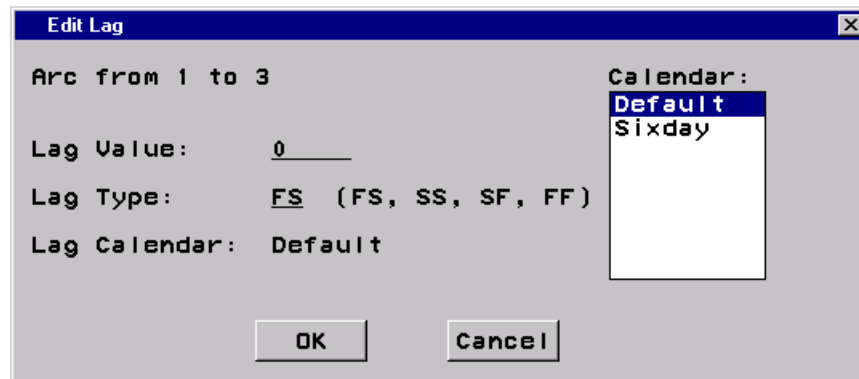 Edit Lag
Arc from 1 to 3
Calendar:
Default
Sixday
Lag Value: 0
Lag Type: FS (FS, SS, SF, FF)
Lag Calendar: Default
OK Cancel